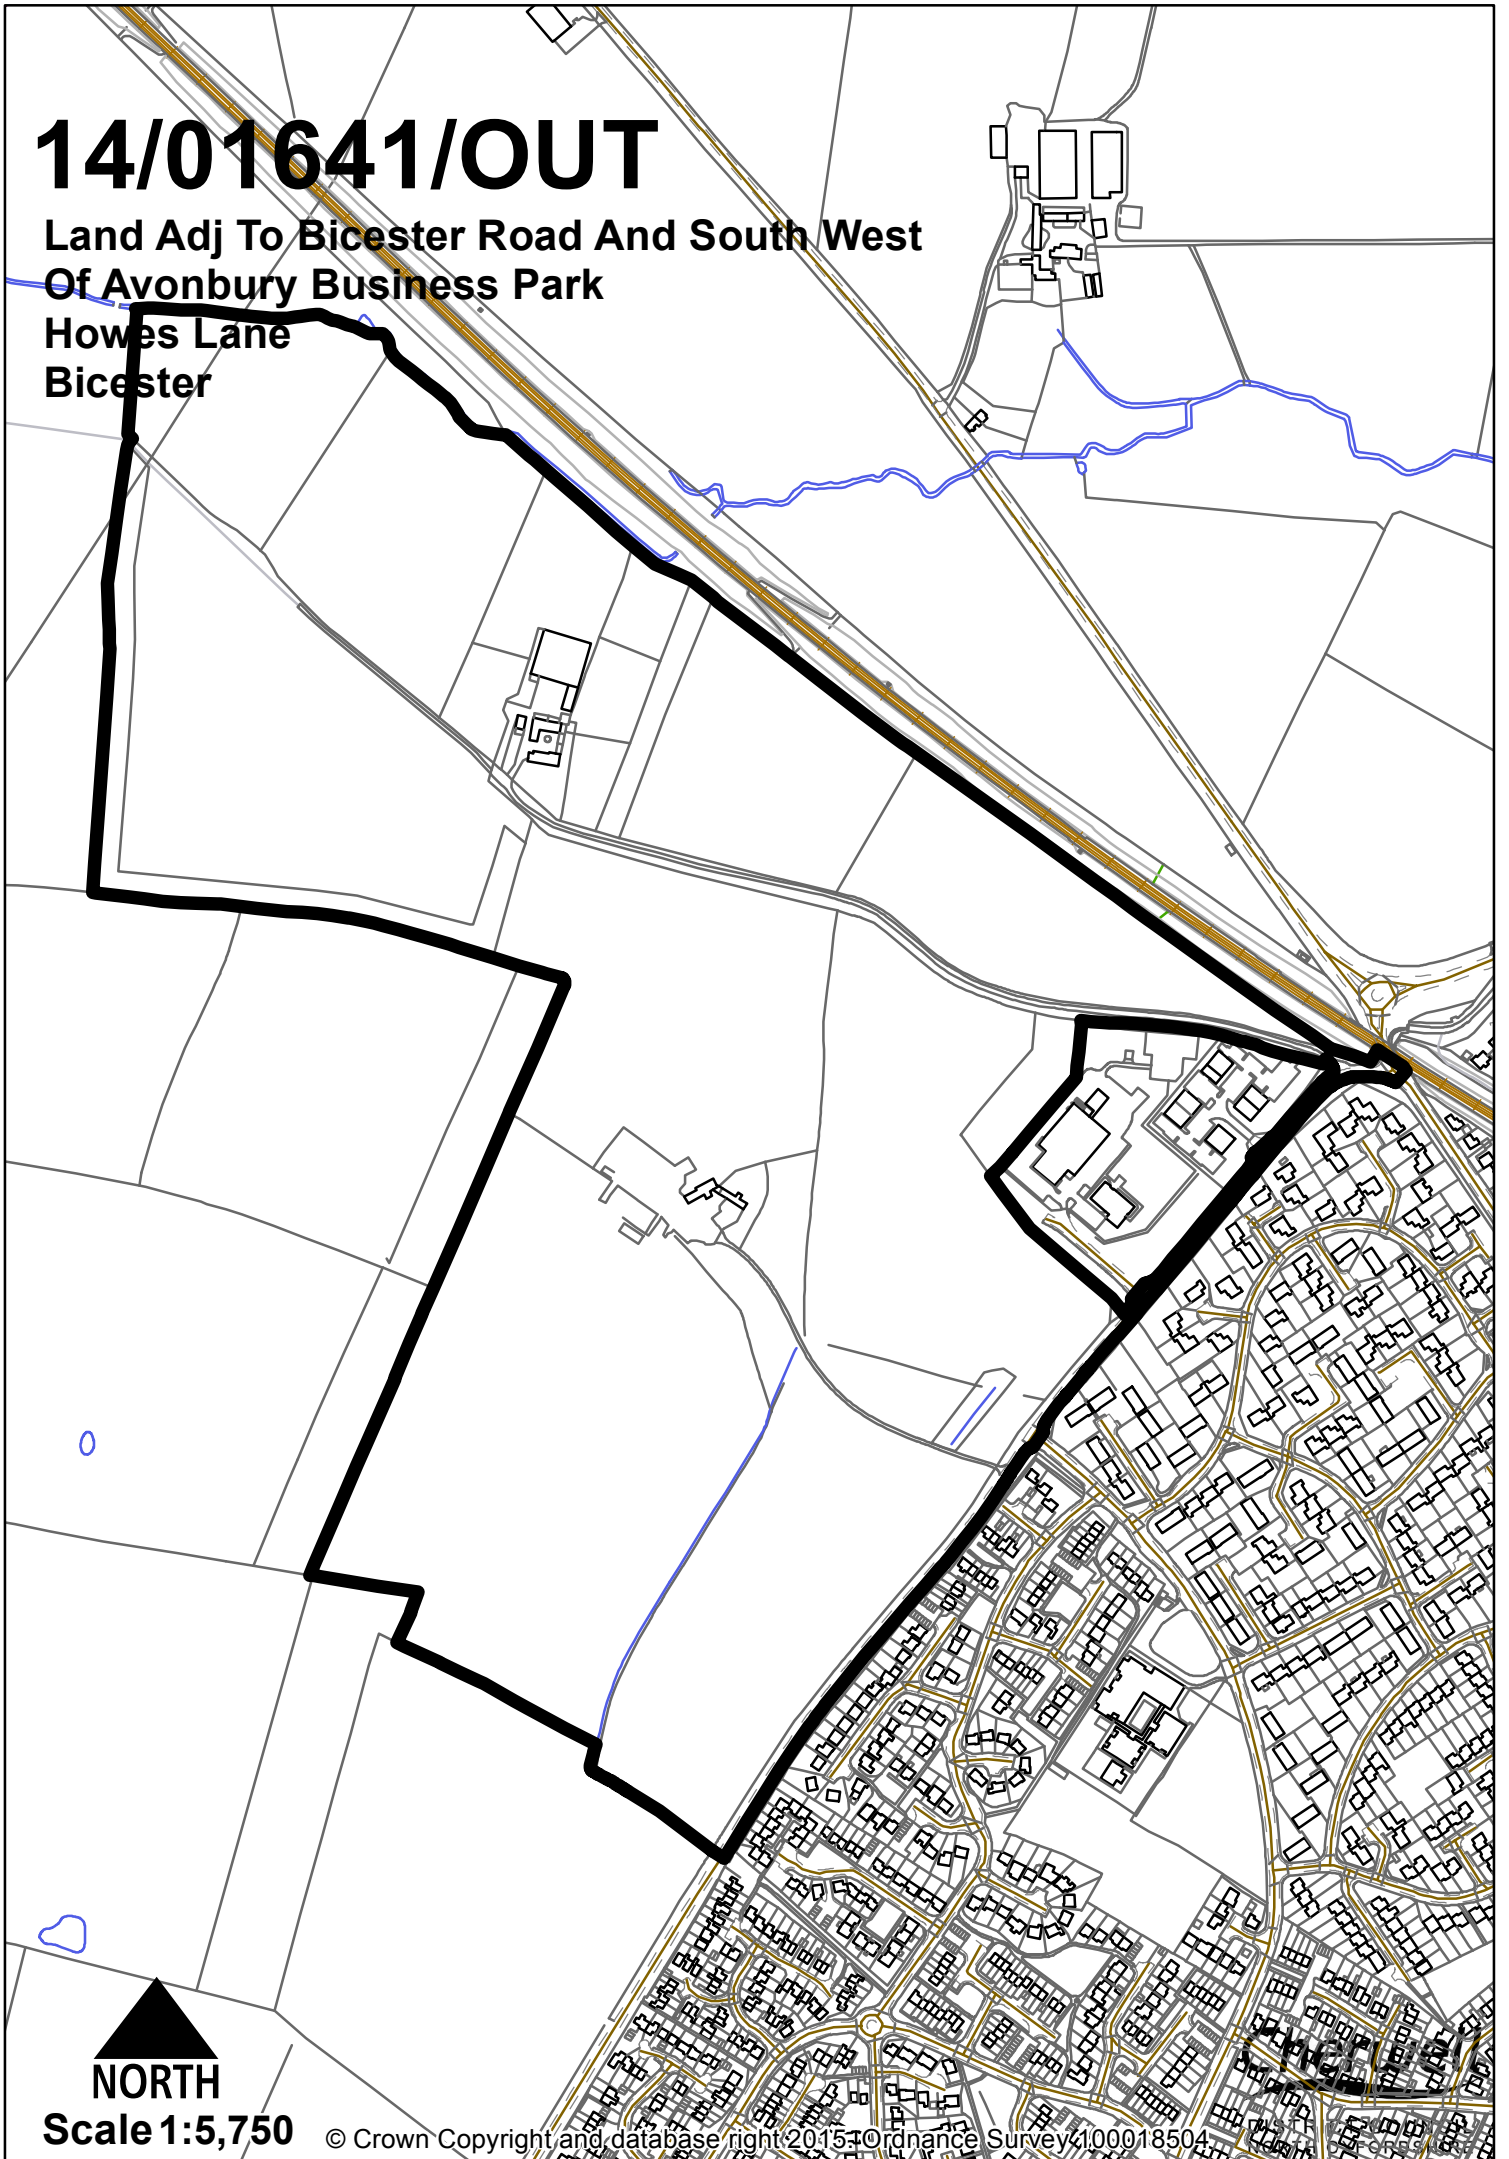 14/01641/OUT
Land Adj To Bicester Road And South West
Of Avonbury Business Park
Howes Lane
Bicester
NORTH
Scale 1:5,750
© Crown Copyright and database right 2015. Ordnance Survey 100018504